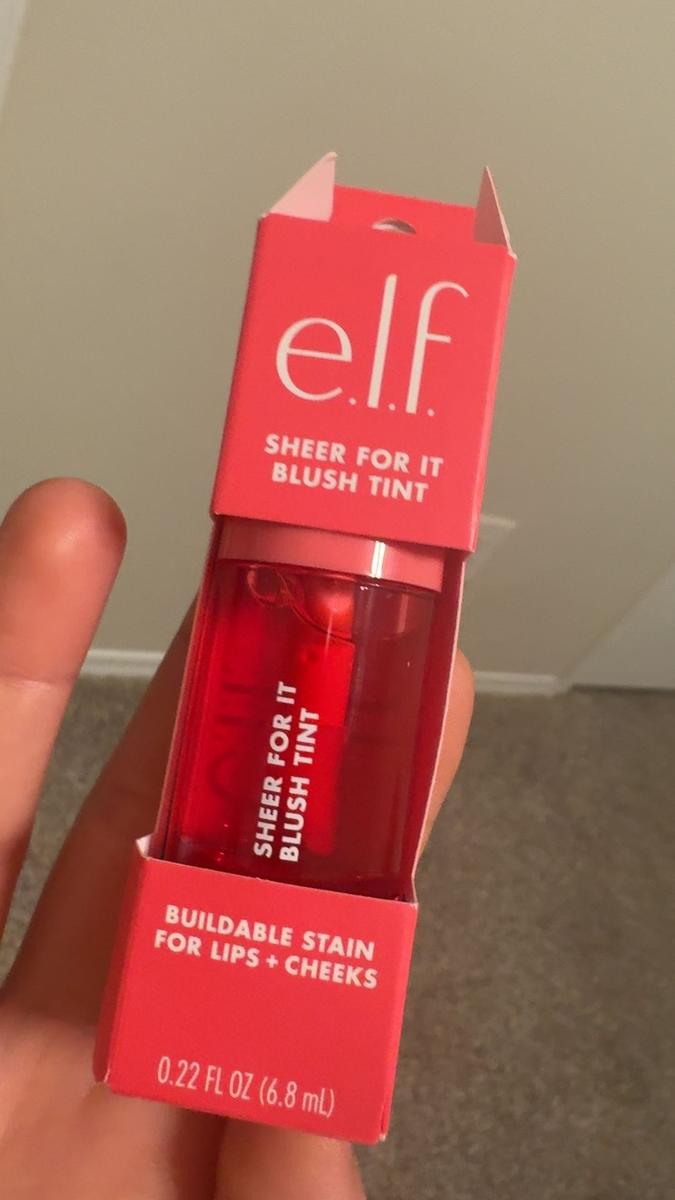 e.l.f.
SHEER FOR IT
BLUSH TINT
SHEER FOR IT
BLUSH TINT
BUILDABLE STAIN
FOR LIPS + CHEEKS
0.22 FL OZ (6.8 mL)